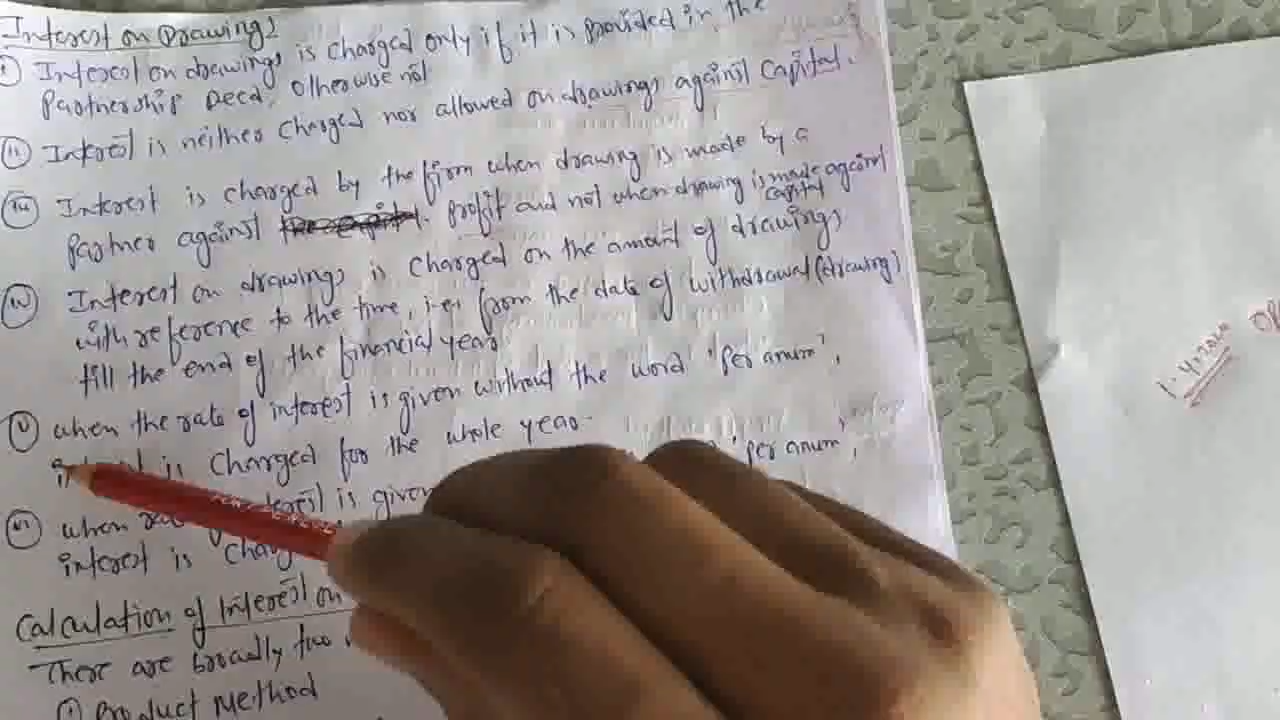 Interest on Drawings
(i) Interest on drawings is charged only if it is provided in the
Partnership Deed, otherwise not.
(ii) Interest is neither charged nor allowed on drawings against Capital.
(iii) Interest is charged by the firm when drawing is made by a
Partner against profit and not when drawing is made against
capital
(iv) Interest on drawings is charged on the amount of drawings
with reference to the time, i.e. from the date of withdrawal (drawing)
till the end of the financial year.
(v) when the rate of interest is given without the word 'per anum',
is charged for the whole year.
'per anum',
(vi) when is given
interest is
Calculation of Interest on
There are broadly two
(i) Product Method
1.4.2020